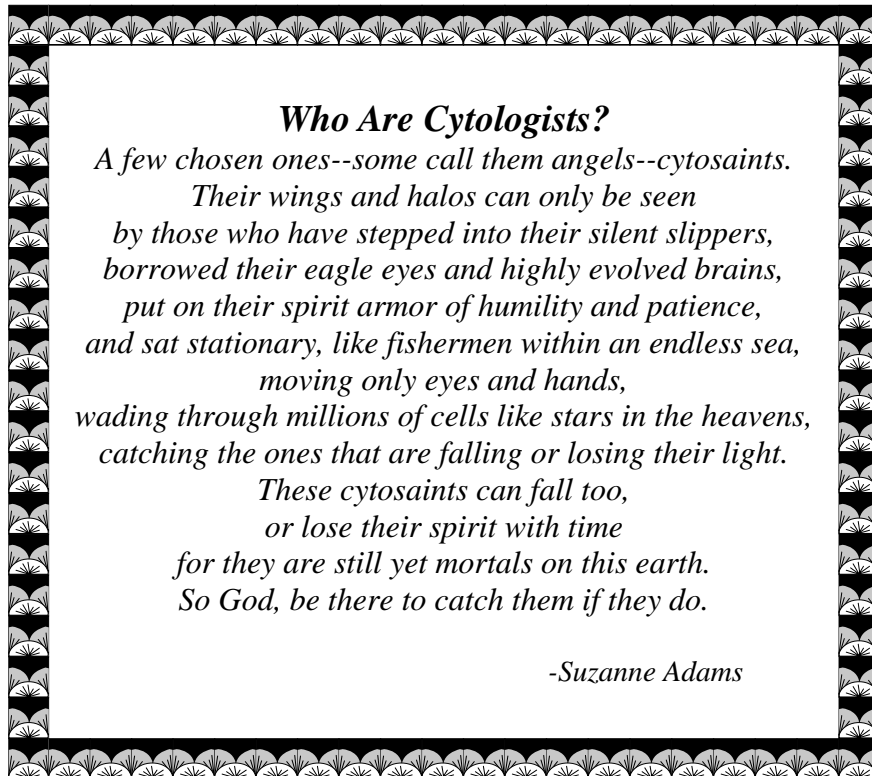 Who Are Cytologists?
A few chosen ones--some call them angels--cytosaints.
Their wings and halos can only be seen
by those who have stepped into their silent slippers,
borrowed their eagle eyes and highly evolved brains,
put on their spirit armor of humility and patience,
and sat stationary, like fishermen within an endless sea,
moving only eyes and hands,
wading through millions of cells like stars in the heavens,
catching the ones that are falling or losing their light.
These cytosaints can fall too,
or lose their spirit with time
for they are still yet mortals on this earth.
So God, be there to catch them if they do.
-Suzanne Adams